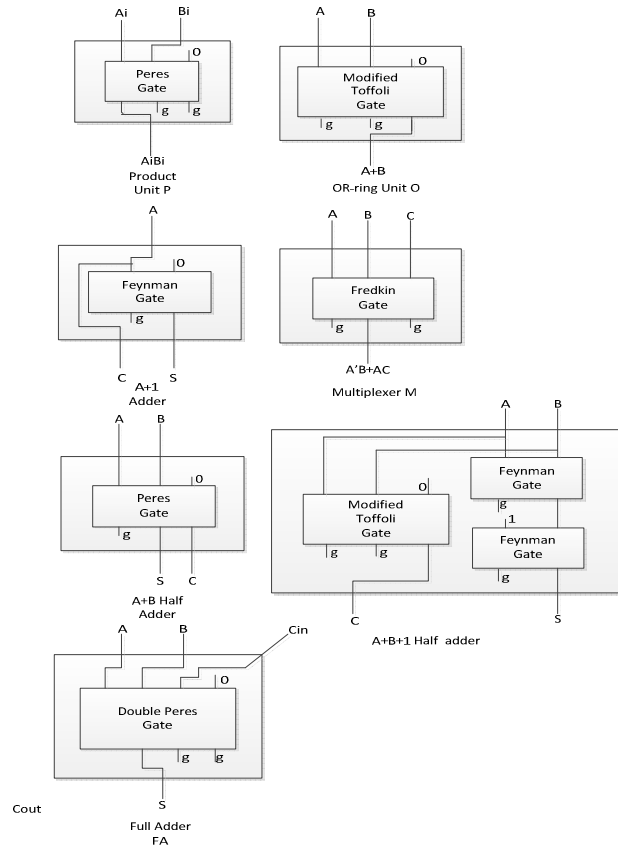 Ai Bi
0
Peres
Gate
g g
AiBi
Product
Unit P
A B
0
Modified
Toffoli
Gate
g g
A+B
OR-ring Unit O
A
0
Feynman
Gate
g
C S
A+1
Adder
A B C
Fredkin
Gate
g g
A'B+AC
Multiplexer M
A B
0
Peres
Gate
g
S C
A+B Half
Adder
A B
Feynman
Gate
g
0
Modified
Toffoli
Gate
g g
1
Feynman
Gate
g
C S
A+B+1 Half adder
A B Cin
0
Double Peres
Gate
g g
S
Cout
Full Adder
FA